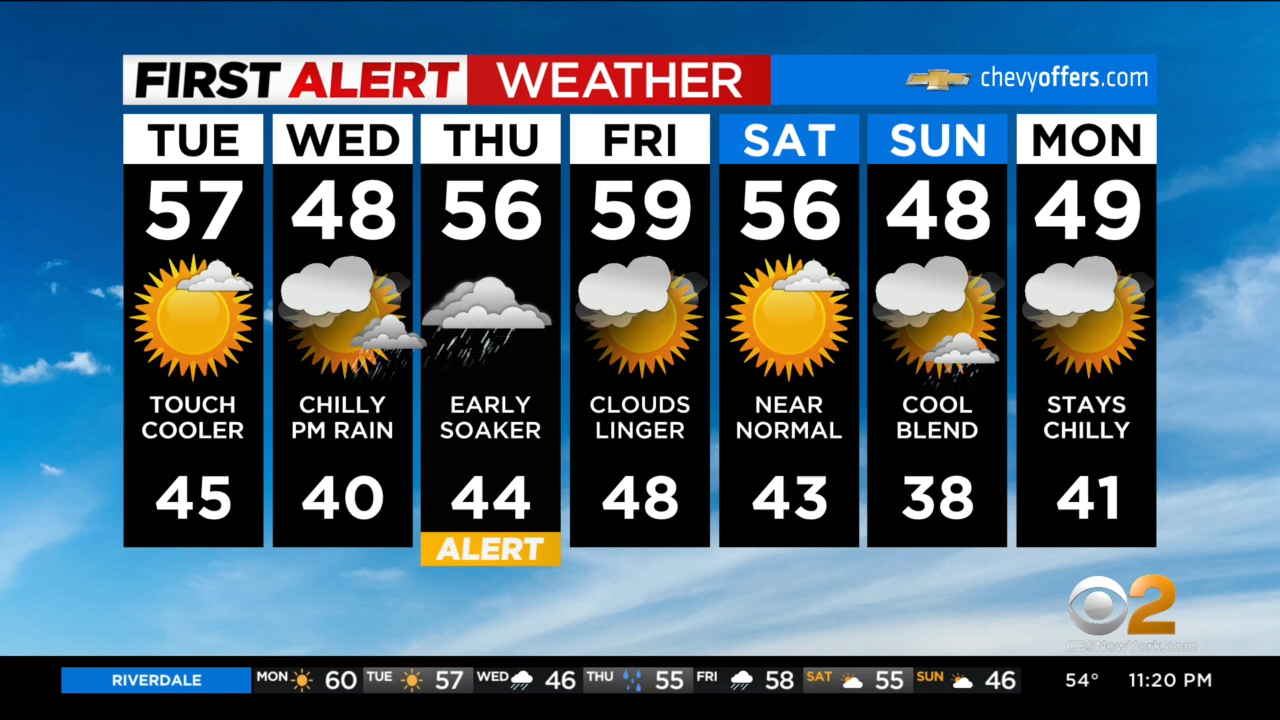 FIRST ALERT WEATHER
chevyoffers.com
TUE WED THU FRI SAT SUN MON
57 48 56 59 56 48 49
TOUCH CHILLY EARLY CLOUDS NEAR COOL STAYS
COOLER PM RAIN SOAKER LINGER NORMAL BLEND CHILLY
45 40 44 48 43 38 41
ALERT
2
CBSNewYork.com
RIVERDALE MON 60 TUE 57 WED 46 THU 55 FRI 58 SAT 55 SUN 46 54° 11:20 PM